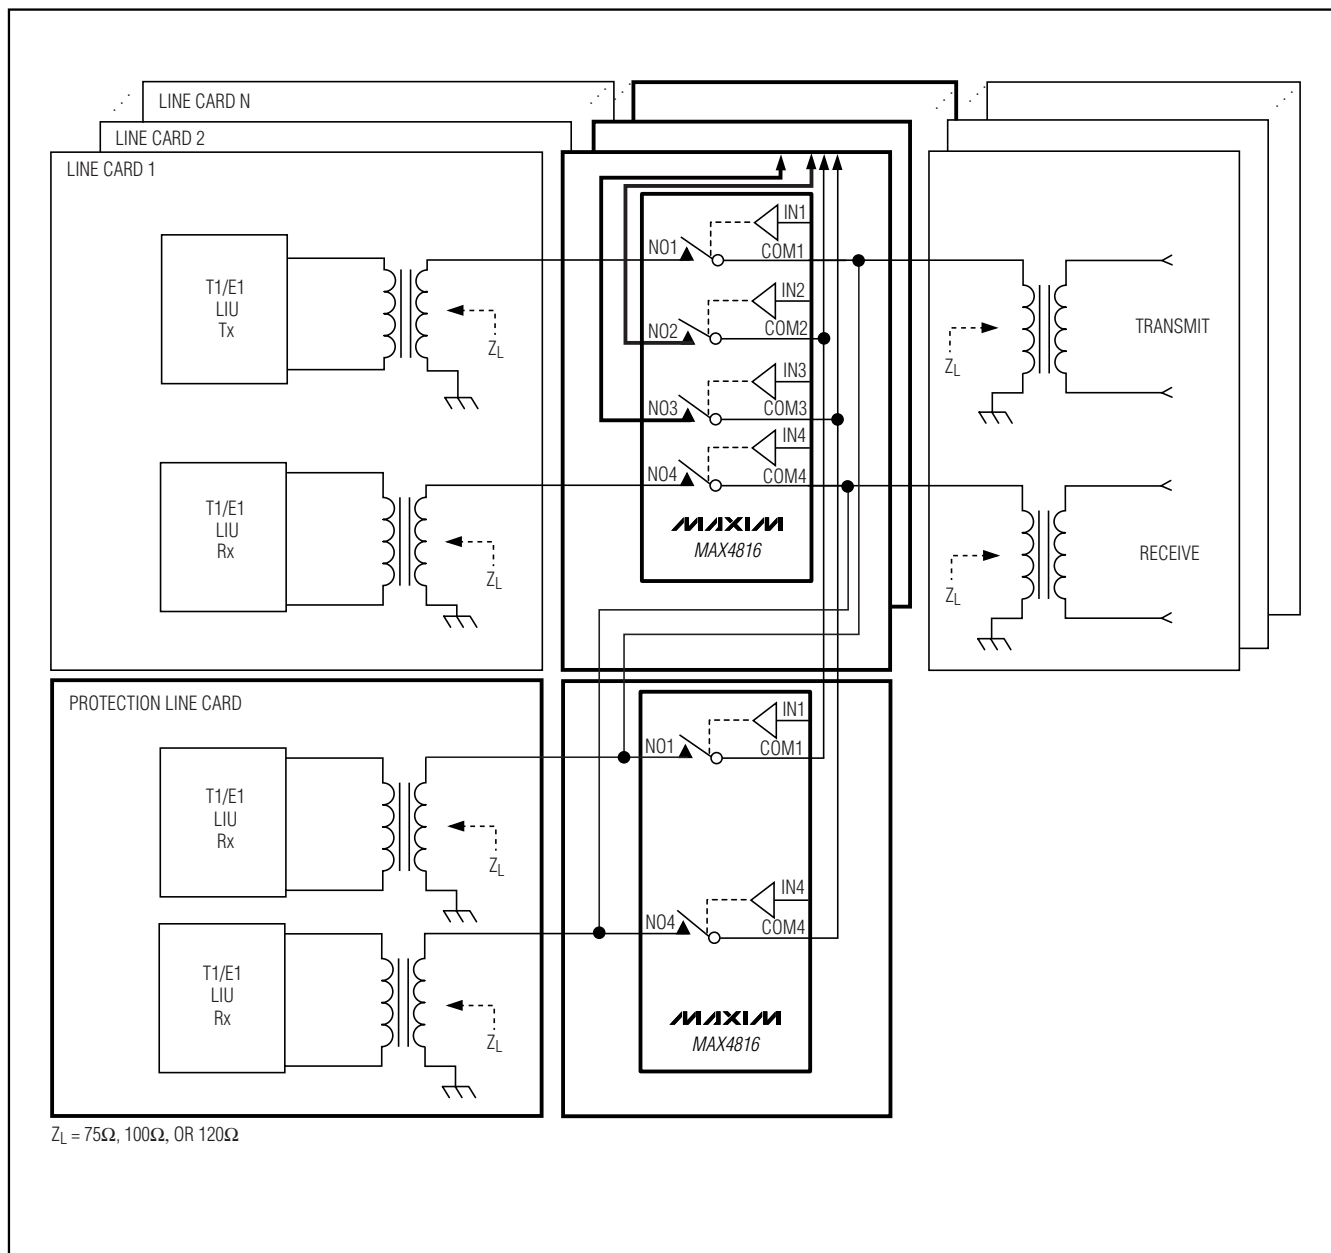 LINE CARD N
LINE CARD 2
LINE CARD 1
T1/E1
LIU
Tx
ZL
T1/E1
LIU
Rx
ZL
IN1
NO1
COM1
IN2
NO2
COM2
IN3
NO3
COM3
IN4
NO4
COM4
MAXIM
MAX4816
ZL
TRANSMIT
ZL
RECEIVE
PROTECTION LINE CARD
T1/E1
LIU
Rx
ZL
T1/E1
LIU
Rx
ZL
IN1
NO1
COM1
IN4
NO4
COM4
MAXIM
MAX4816
ZL = 75Ω, 100Ω, OR 120Ω